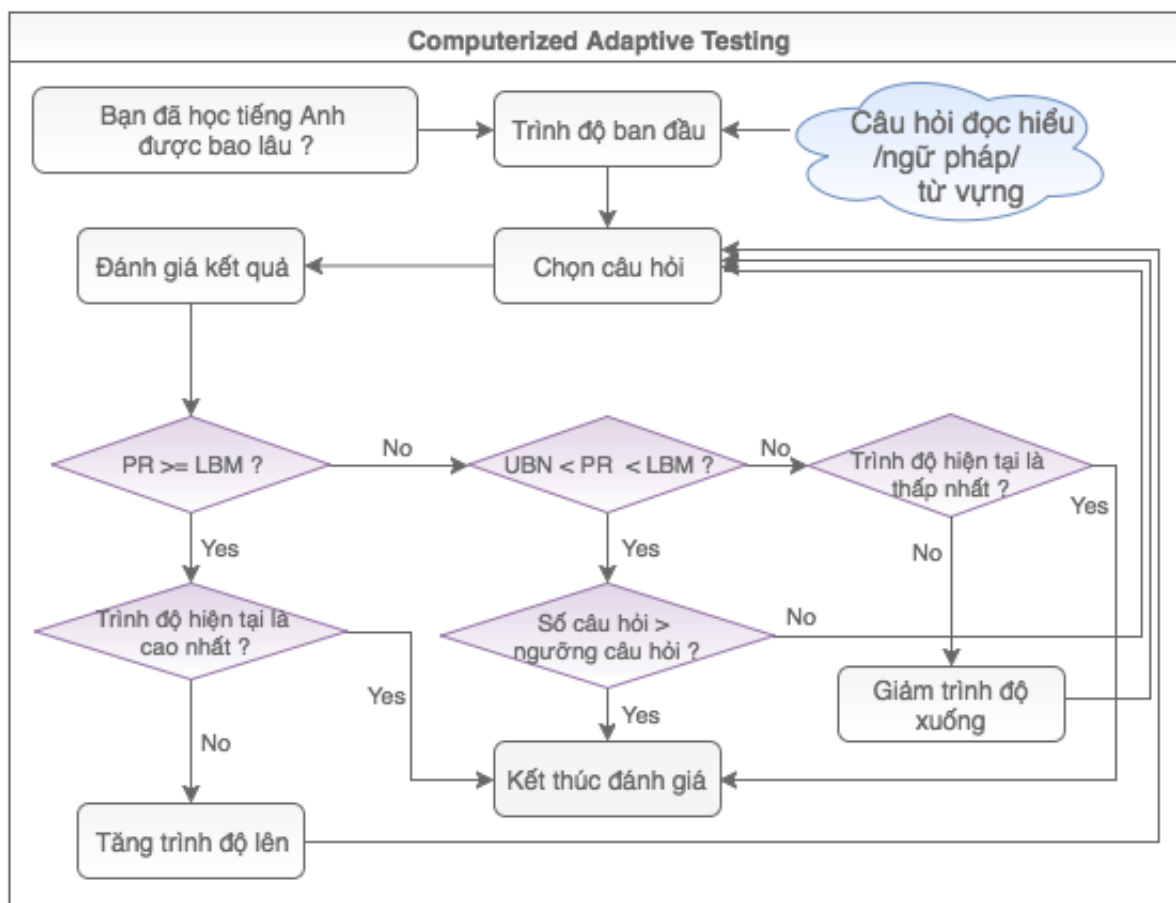 Computerized Adaptive Testing
Bạn đã học tiếng Anh
được bao lâu ?
Trình độ ban đầu
Câu hỏi đọc hiểu
/ngữ pháp/
từ vựng
Đánh giá kết quả
Chọn câu hỏi
PR >= LBM ?
No
UBN < PR < LBM ?
No
Trình độ hiện tại là
thấp nhất ?
Yes
Yes
Yes
No
Trình độ hiện tại là
cao nhất ?
Số câu hỏi >
ngưỡng câu hỏi ?
No
Yes
Yes
Giảm trình độ
xuống
No
Kết thúc đánh giá
Tăng trình độ lên